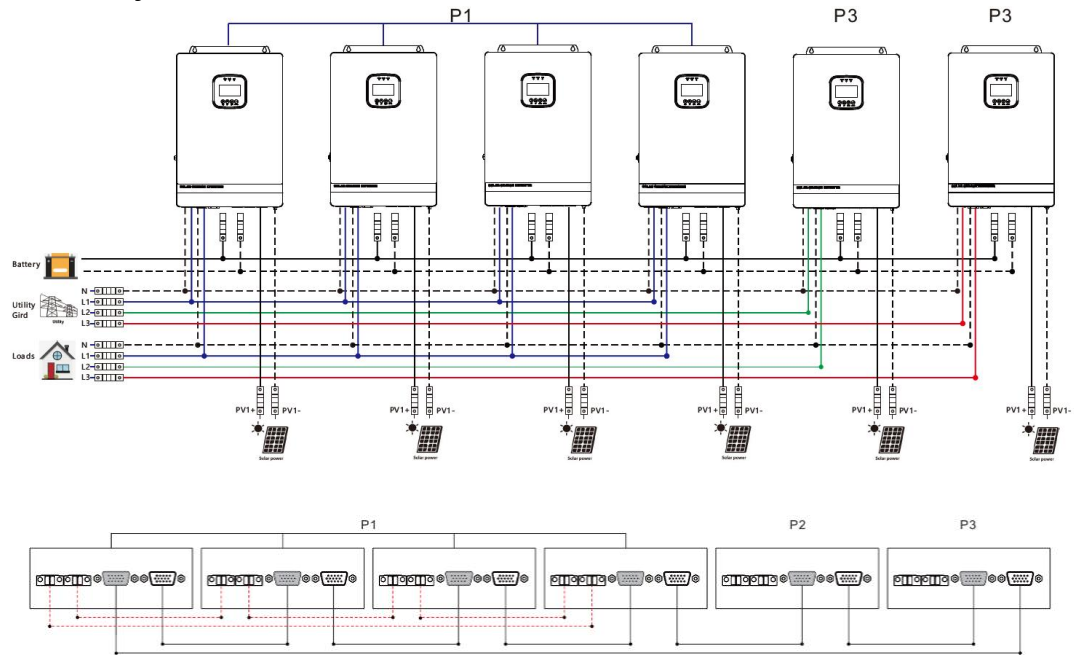 P1 P3 P3
Battery
N
L1
Utility
Gird
Utility
L2
L3
N
Loads
L1
L2
L3
PV1+ PV1- PV1+ PV1- PV1+ PV1- PV1+ PV1- PV1+ PV1- PV1+ PV1-
Solar power Solar power Solar power Solar power Solar power Solar power
P1 P2 P3